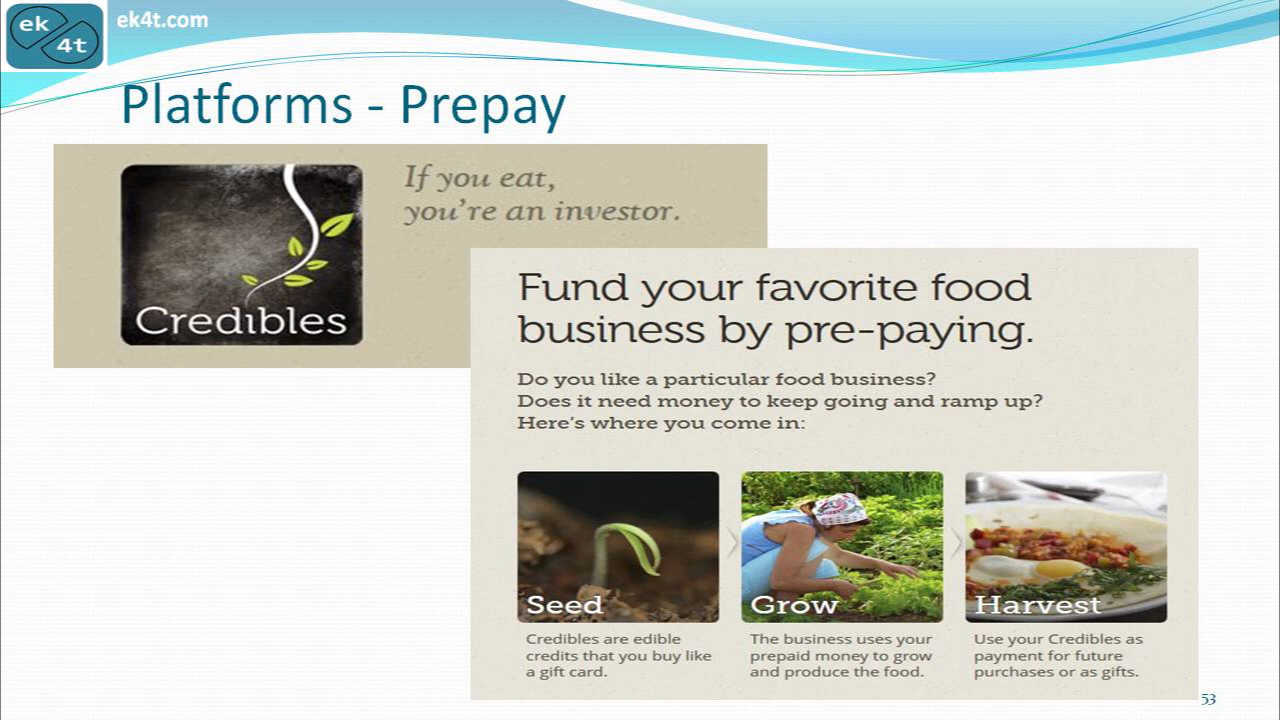 ek
4t
ek4t.com
Platforms - Prepay
If you eat,
you're an investor.
Credibles
Fund your favorite food
business by pre-paying.
Do you like a particular food business?
Does it need money to keep going and ramp up?
Here's where you come in:
Seed
Credibles are edible
credits that you buy like
a gift card.
Grow
The business uses your
prepaid money to grow
and produce the food.
Harvest
Use your Credibles as
payment for future
purchases or as gifts.
53